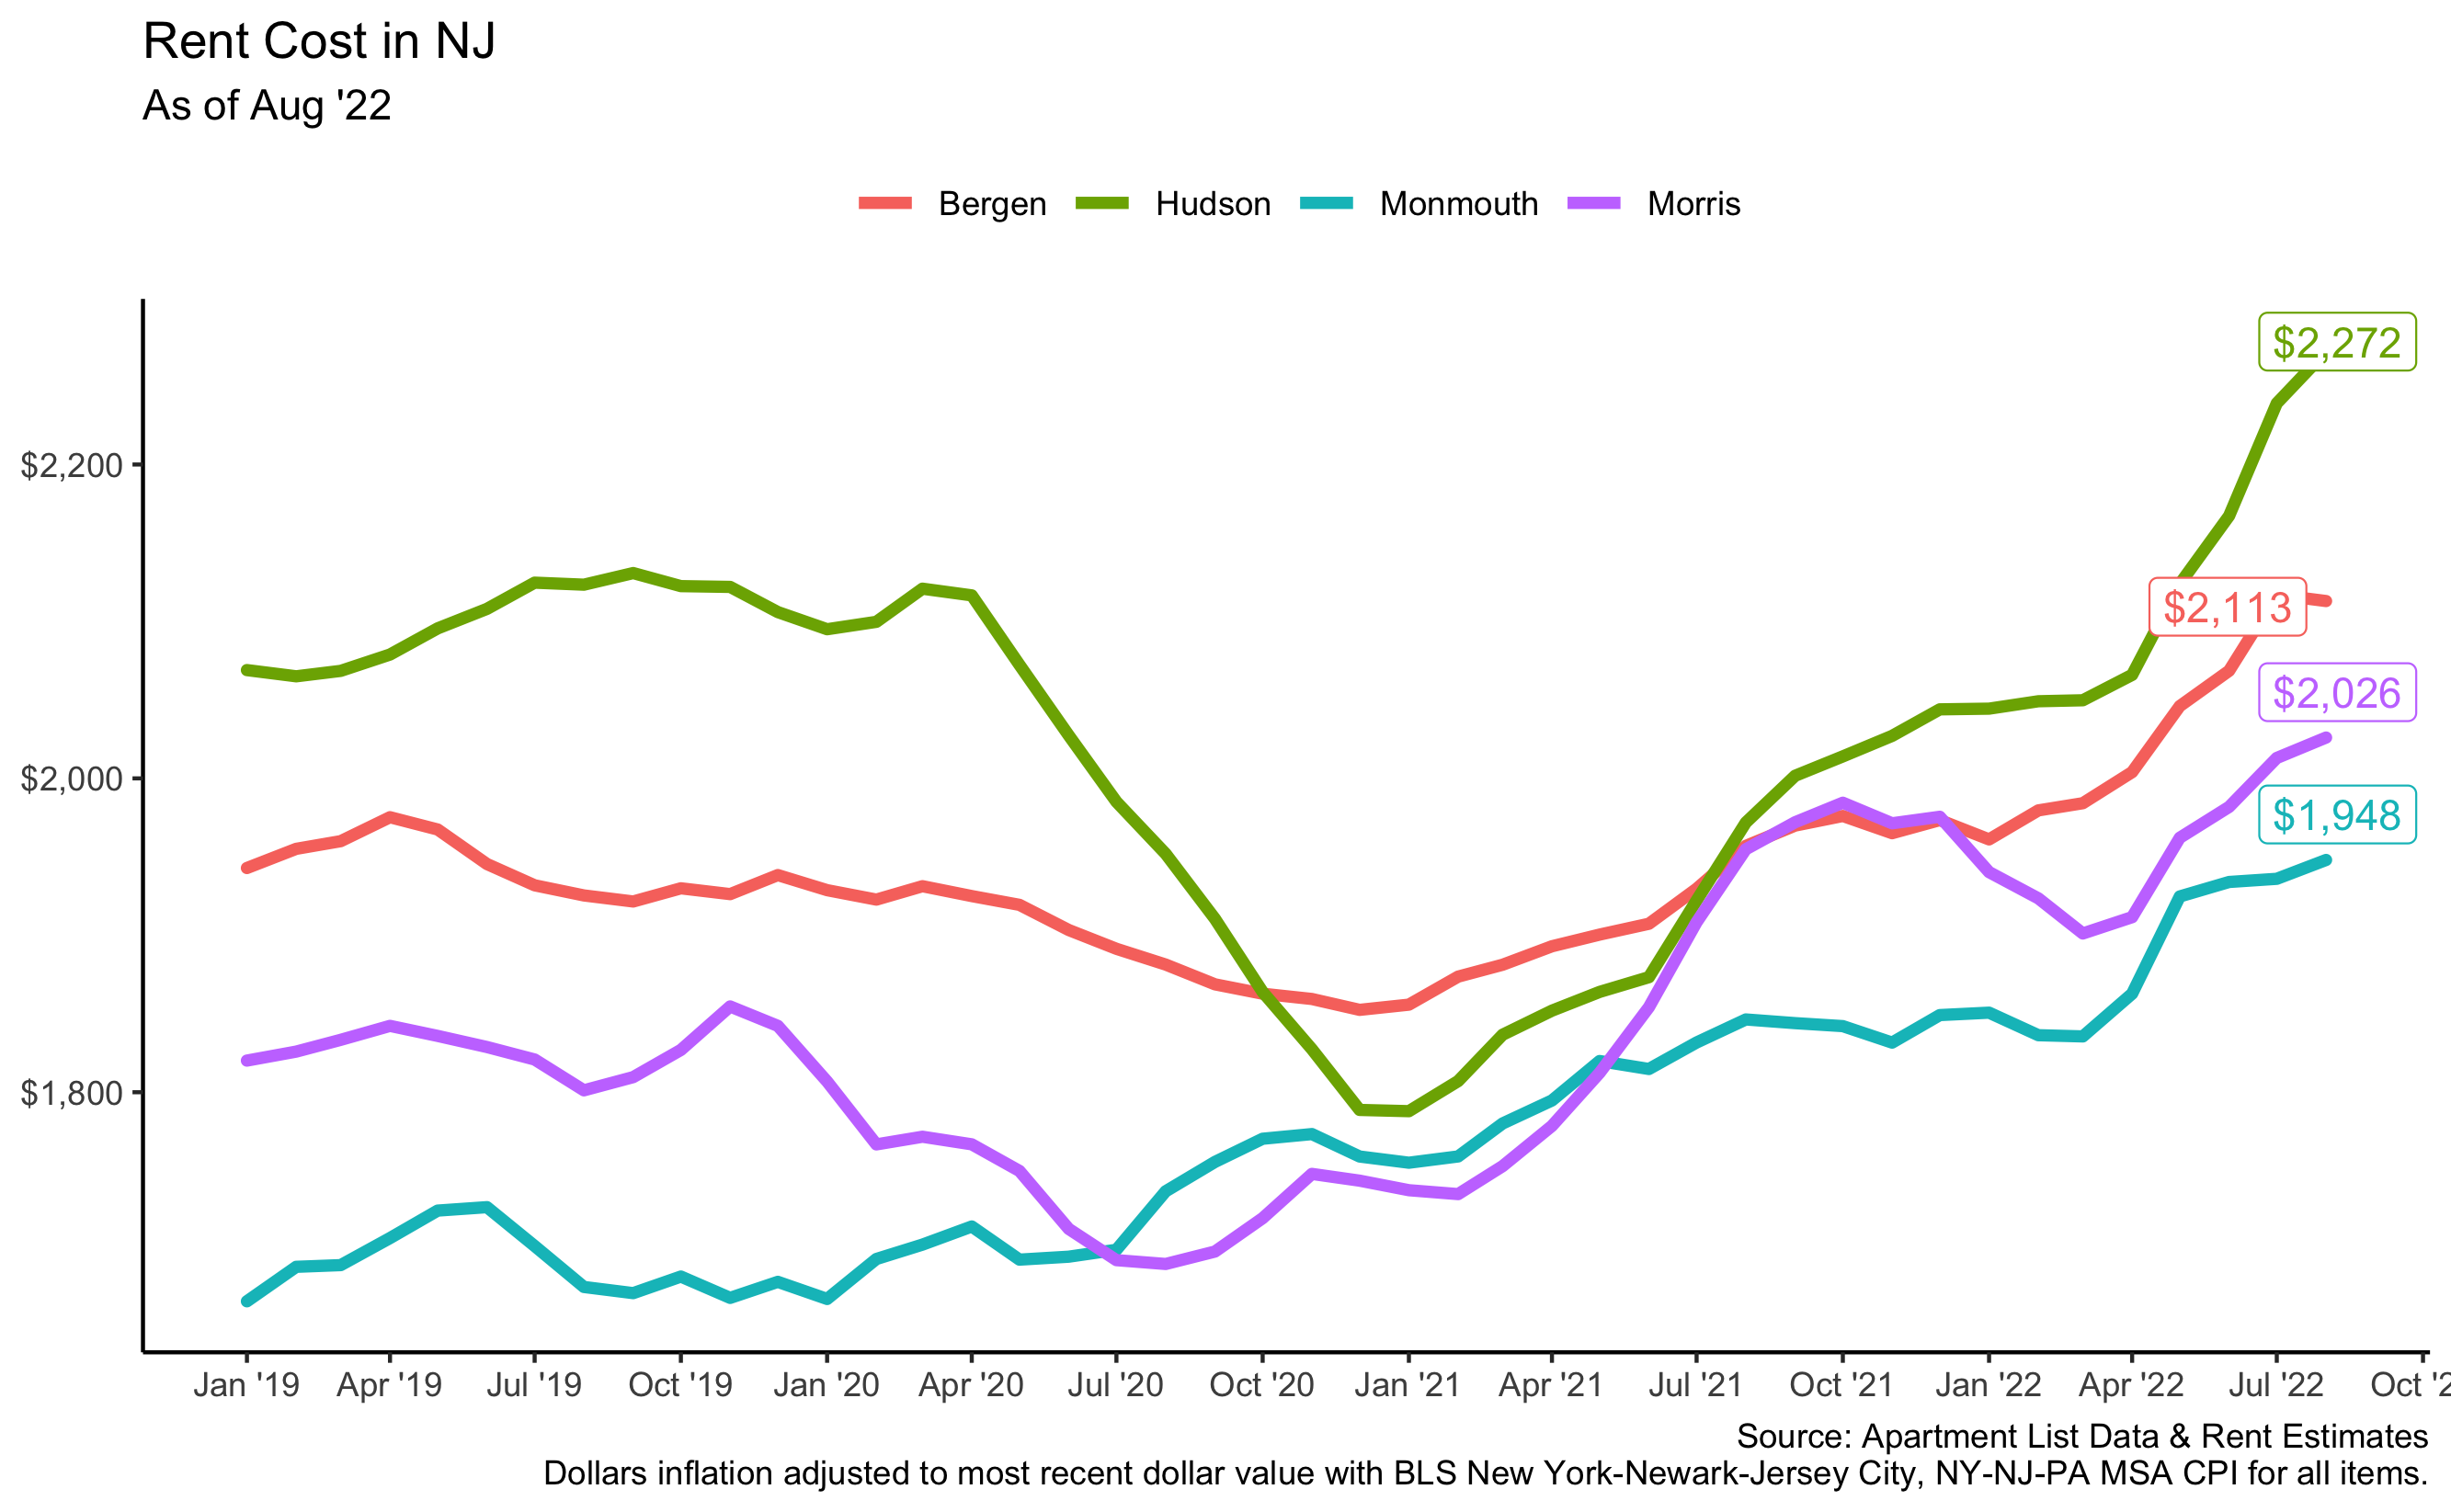 Rent Cost in NJ
As of Aug '22
Bergen Hudson Monmouth Morris
$2,272
$2,200
$2,113
$2,026
$2,000
$1,948
$1,800
Jan '19 Apr '19 Jul '19 Oct '19 Jan '20 Apr '20 Jul '20 Oct '20 Jan '21 Apr '21 Jul '21 Oct '21 Jan '22 Apr '22 Jul '22 Oct '2
Source: Apartment List Data & Rent Estimates
Dollars inflation adjusted to most recent dollar value with BLS New York-Newark-Jersey City, NY-NJ-PA MSA CPI for all items.